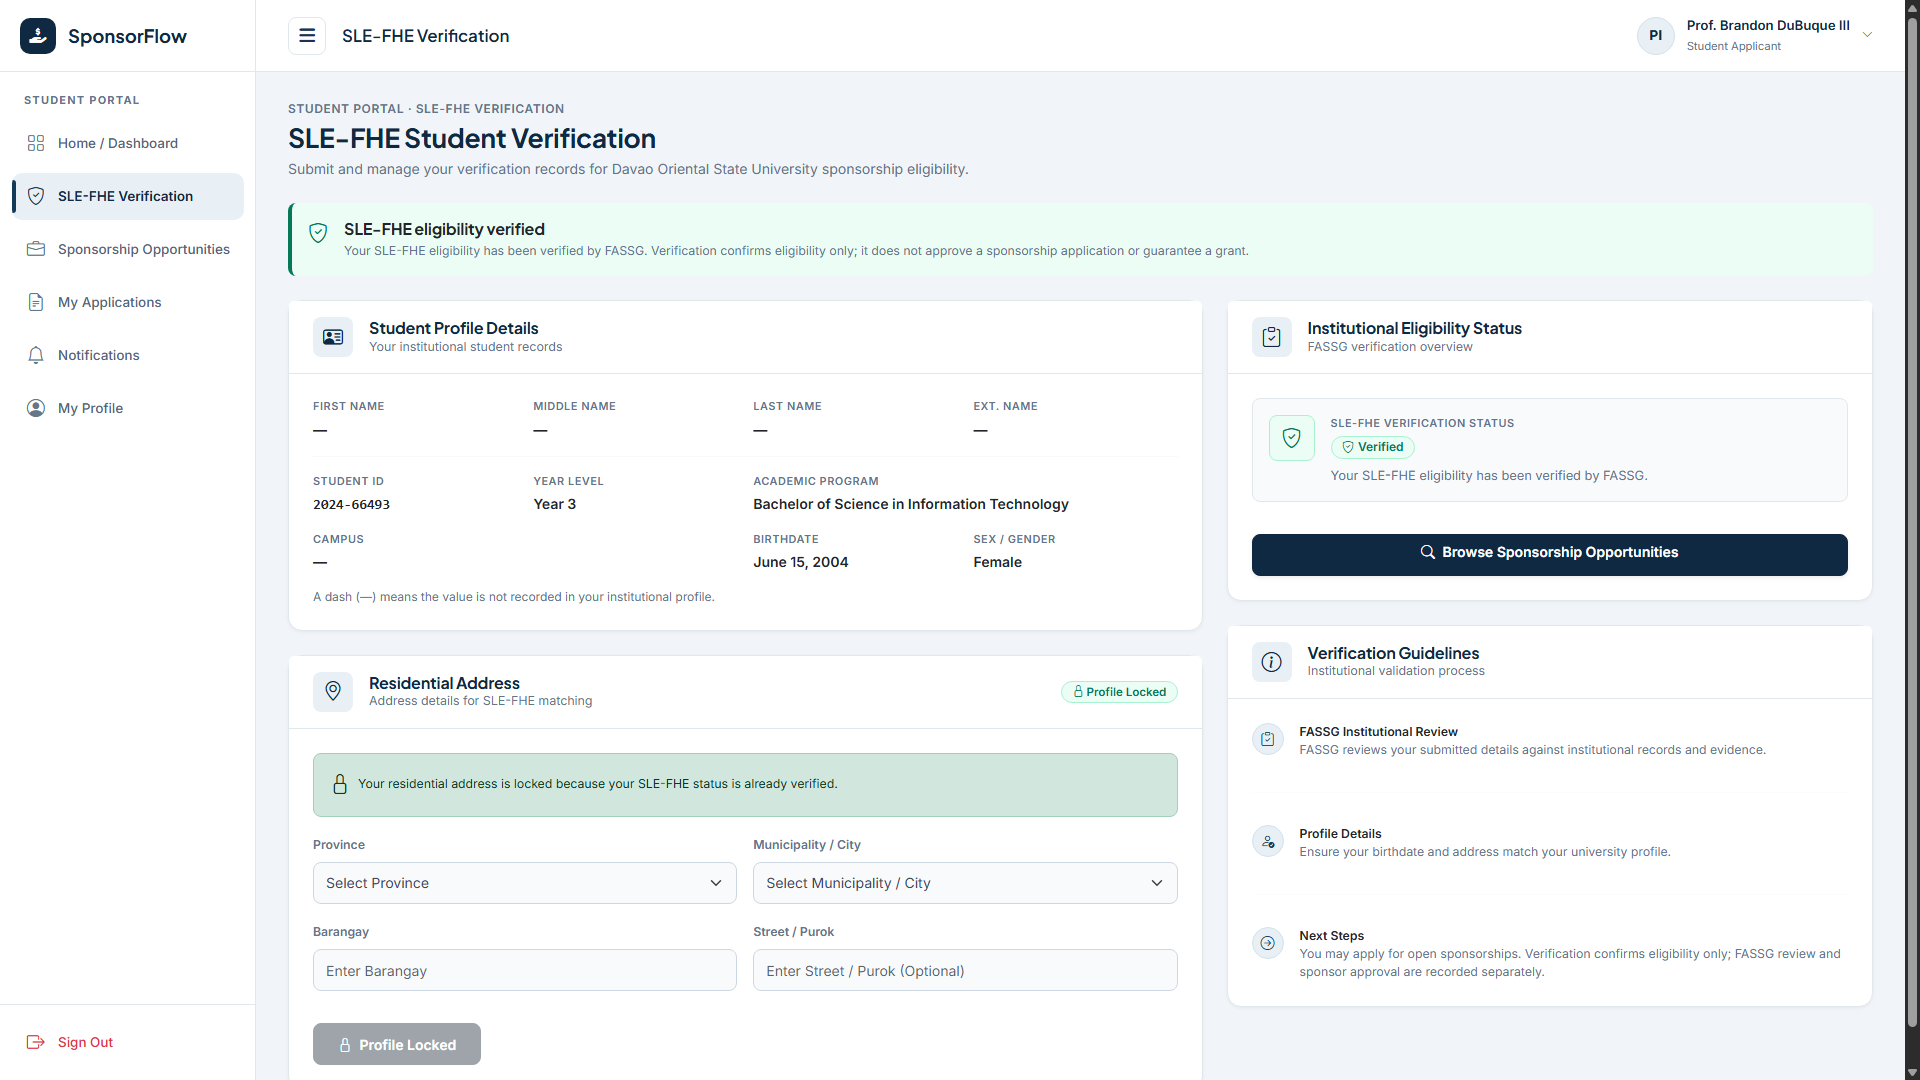 SponsorFlow
SLE-FHE Verification
PI
Prof. Brandon DuBuque III
Student Applicant
STUDENT PORTAL
Home / Dashboard
SLE-FHE Verification
Sponsorship Opportunities
My Applications
Notifications
My Profile
Sign Out
STUDENT PORTAL · SLE-FHE VERIFICATION
SLE-FHE Student Verification
Submit and manage your verification records for Davao Oriental State University sponsorship eligibility.
SLE-FHE eligibility verified
Your SLE-FHE eligibility has been verified by FASSG. Verification confirms eligibility only; it does not approve a sponsorship application or guarantee a grant.
Student Profile Details
Your institutional student records
FIRST NAME MIDDLE NAME LAST NAME EXT. NAME
— — — —
STUDENT ID YEAR LEVEL ACADEMIC PROGRAM
2024-66493 Year 3 Bachelor of Science in Information Technology
CAMPUS BIRTHDATE SEX / GENDER
— June 15, 2004 Female
A dash (—) means the value is not recorded in your institutional profile.
Residential Address
Address details for SLE-FHE matching
Profile Locked
Your residential address is locked because your SLE-FHE status is already verified.
Province Municipality / City
Select Province Select Municipality / City
Barangay Street / Purok
Enter Barangay Enter Street / Purok (Optional)
Profile Locked
Institutional Eligibility Status
FASSG verification overview
SLE-FHE VERIFICATION STATUS
Verified
Your SLE-FHE eligibility has been verified by FASSG.
Browse Sponsorship Opportunities
Verification Guidelines
Institutional validation process
FASSG Institutional Review
FASSG reviews your submitted details against institutional records and evidence.
Profile Details
Ensure your birthdate and address match your university profile.
Next Steps
You may apply for open sponsorships. Verification confirms eligibility only; FASSG review and
sponsor approval are recorded separately.